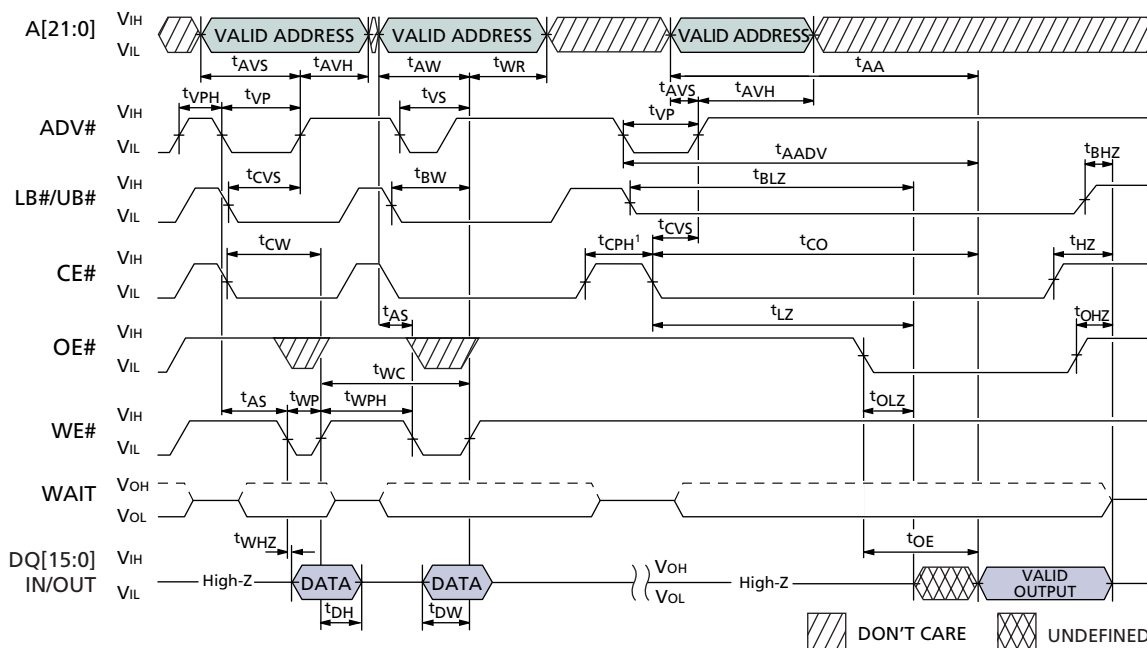 A[21:0] VIH VALID ADDRESS VALID ADDRESS VALID ADDRESS
VIL
tAVS tAVH tAW tWR tAA
tVPH tVP tVS tVP tAVS tAVH
ADV# VIH
VIL
tAADV
tCVS tBW tBLZ tBHZ
LB#/UB# VIH
VIL
tCW tCPH¹ tCVS tCO tHZ
CE# VIH
VIL
tAS tLZ tOHZ
OE# VIH
VIL
tWC
tAS tWP tWPH tOLZ
WE# VIH
VIL
WAIT VOH
VOL
tWHZ tOE
DQ[15:0] IN/OUT VIH
VIL
High-Z DATA DATA VOH
VOL
High-Z VALID OUTPUT
tDH tDW
DON'T CARE UNDEFINED